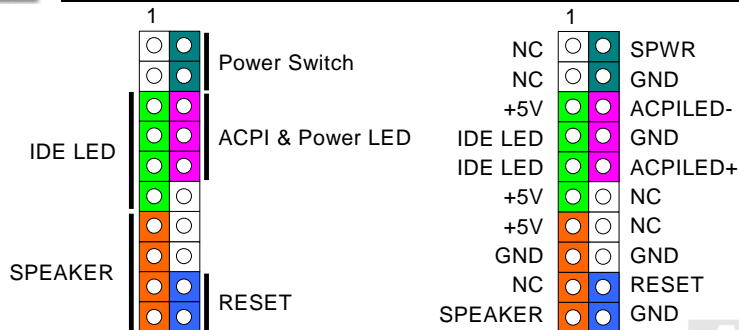 1
Power Switch
IDE LED
ACPI & Power LED
SPEAKER
RESET
1
NC SPWR
NC GND
+5V ACPILED-
IDE LED GND
IDE LED ACPILED+
+5V NC
+5V NC
GND GND
NC RESET
SPEAKER GND